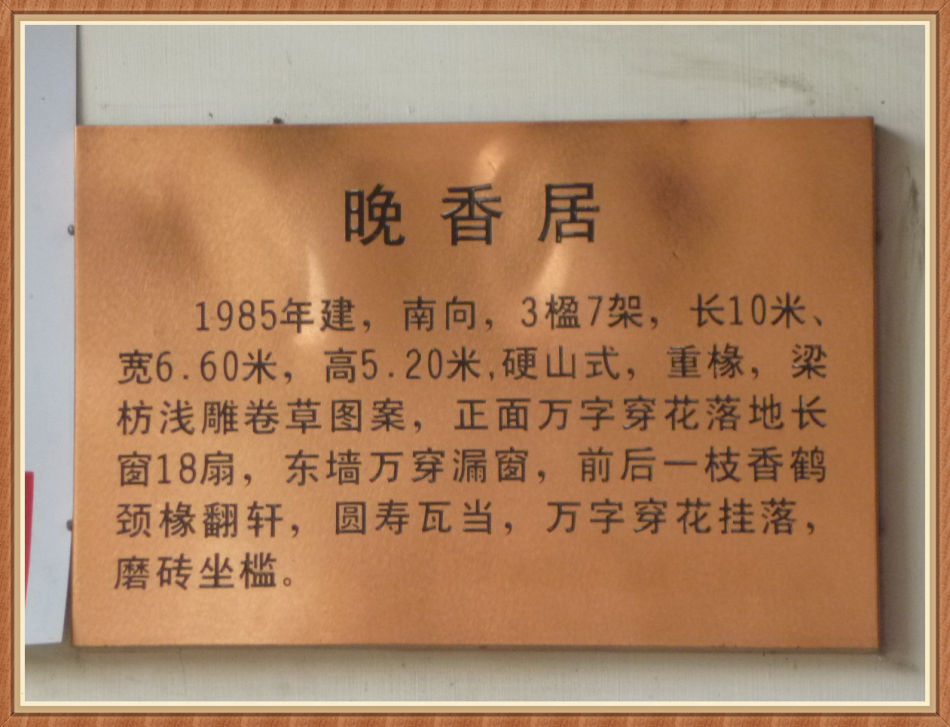 晚香居
1985年建，南向，3楹7架，长10米、
宽6.60米，高5.20米,硬山式，重椽，梁
枋浅雕卷草图案，正面万字穿花落地长
窗18扇，东墙万穿漏窗，前后一枝香鹤
颈椽翻轩，圆寿瓦当，万字穿花挂落，
磨砖坐槛。